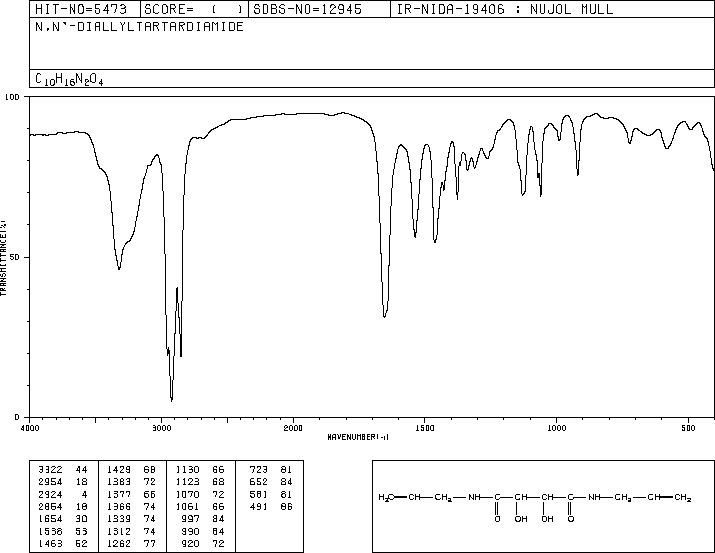 HIT-NO=5473 SCORE= ( ) SDBS-NO=12945 IR-NIDA-19406 : NUJOL MULL
N,N'-DIALLYLTARTARDIAMIDE
C10H16N2O4
100
50
0
TRANSMITTANCE(%)
4000 3000 2000 1500 1000 500
WAVENUMBER(-1)
3322 44 1429 68 1130 66 723 81
2954 18 1383 72 1123 68 652 84
2924 4 1377 66 1070 72 581 81
2854 18 1366 74 1061 66 491 86
1654 30 1339 74 997 84
1538 53 1312 74 990 84
1463 52 1262 77 920 72
H2C CH CH2 NH C CH CH C NH CH2 CH CH2
O OH OH O